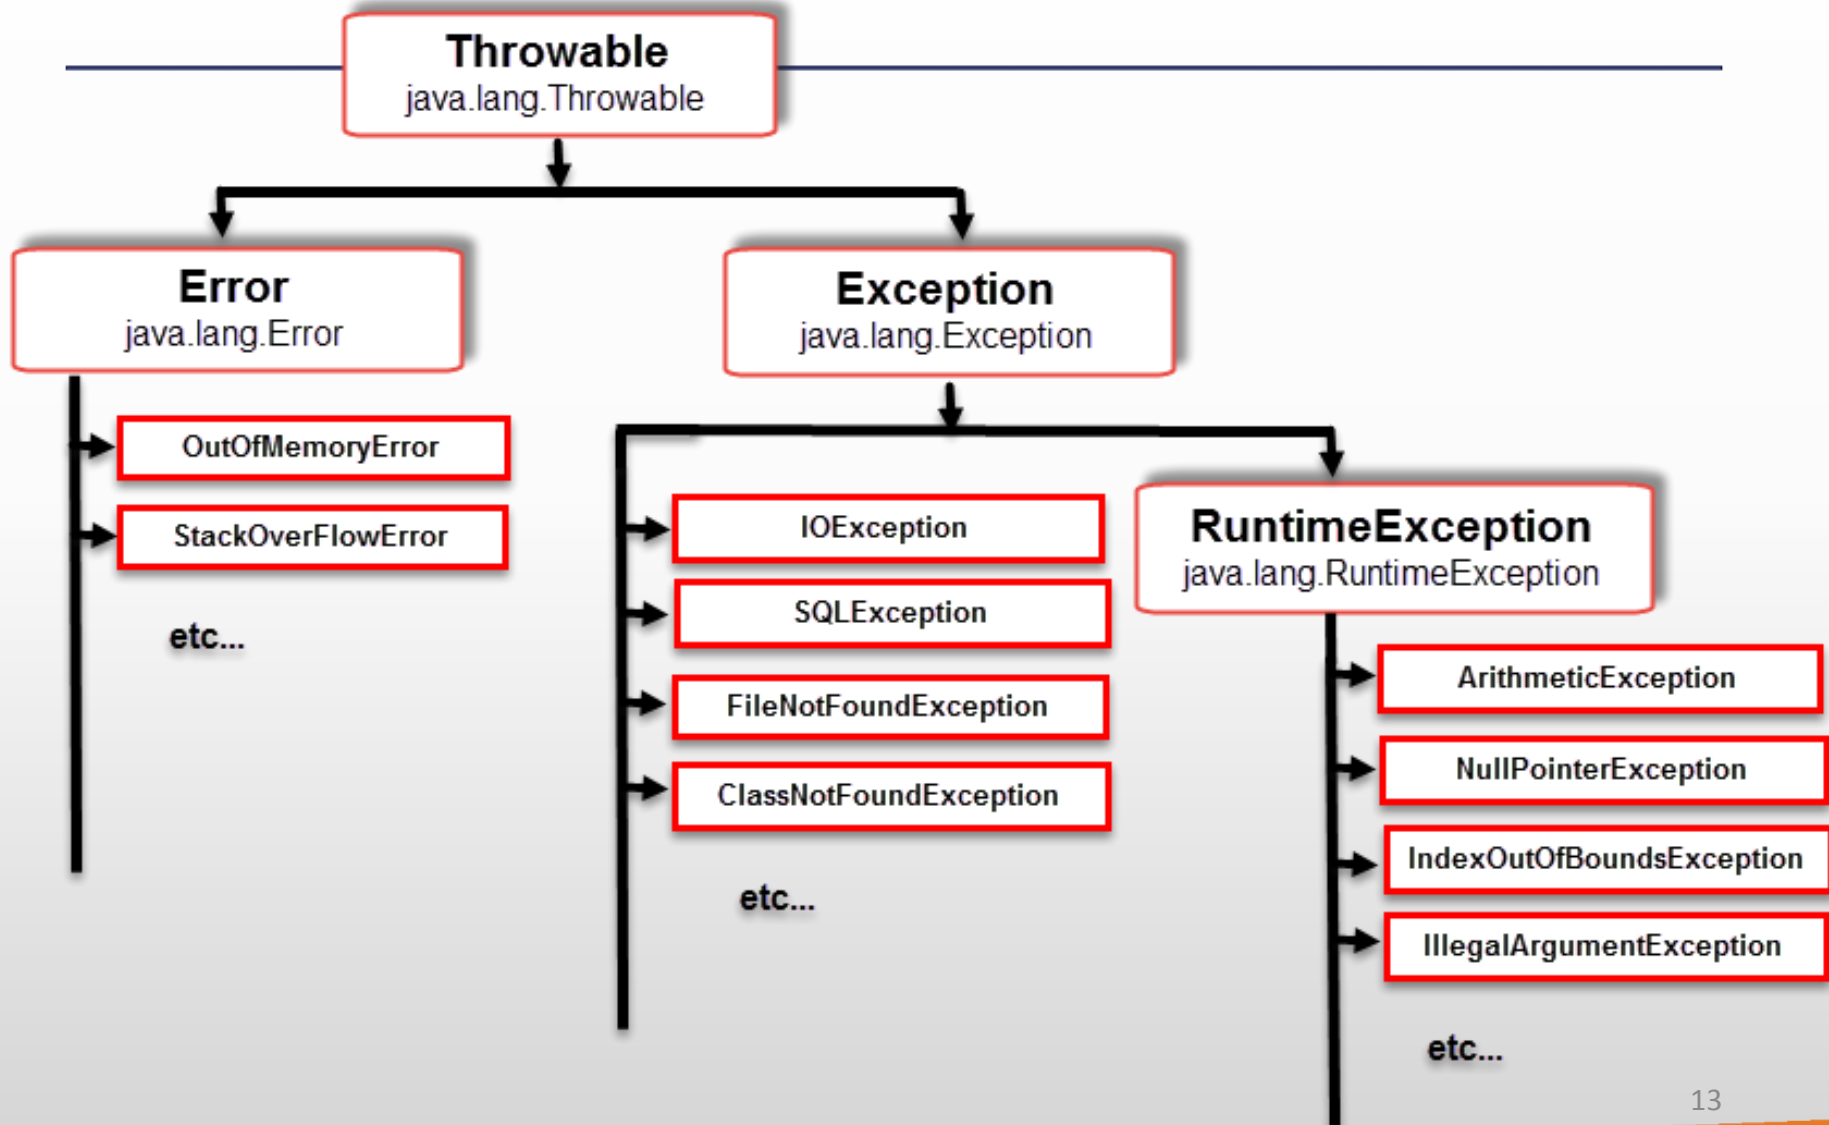 Throwable
java.lang.Throwable
Error
java.lang.Error
OutOfMemoryError
StackOverFlowError
etc...
Exception
java.lang.Exception
IOException
SQLException
FileNotFoundException
ClassNotFoundException
etc...
RuntimeException
java.lang.RuntimeException
ArithmeticException
NullPointerException
IndexOutOfBoundsException
IllegalArgumentException
etc...
13